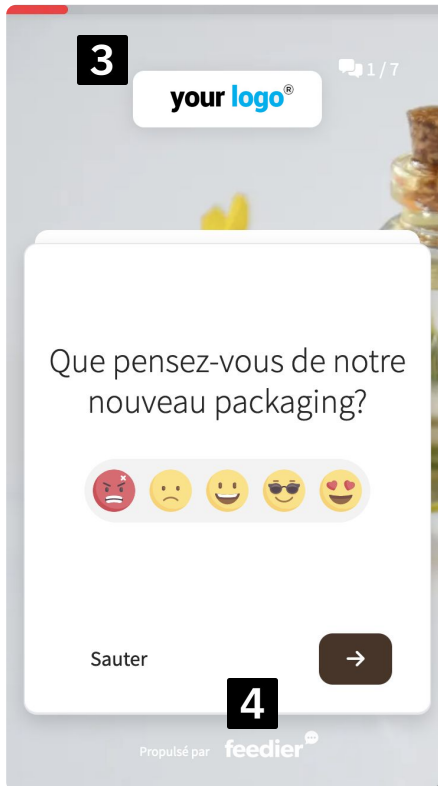 3
1 / 7
your logo®
Que pensez-vous de notre
nouveau packaging?
Sauter
4
Propulsé par feedier